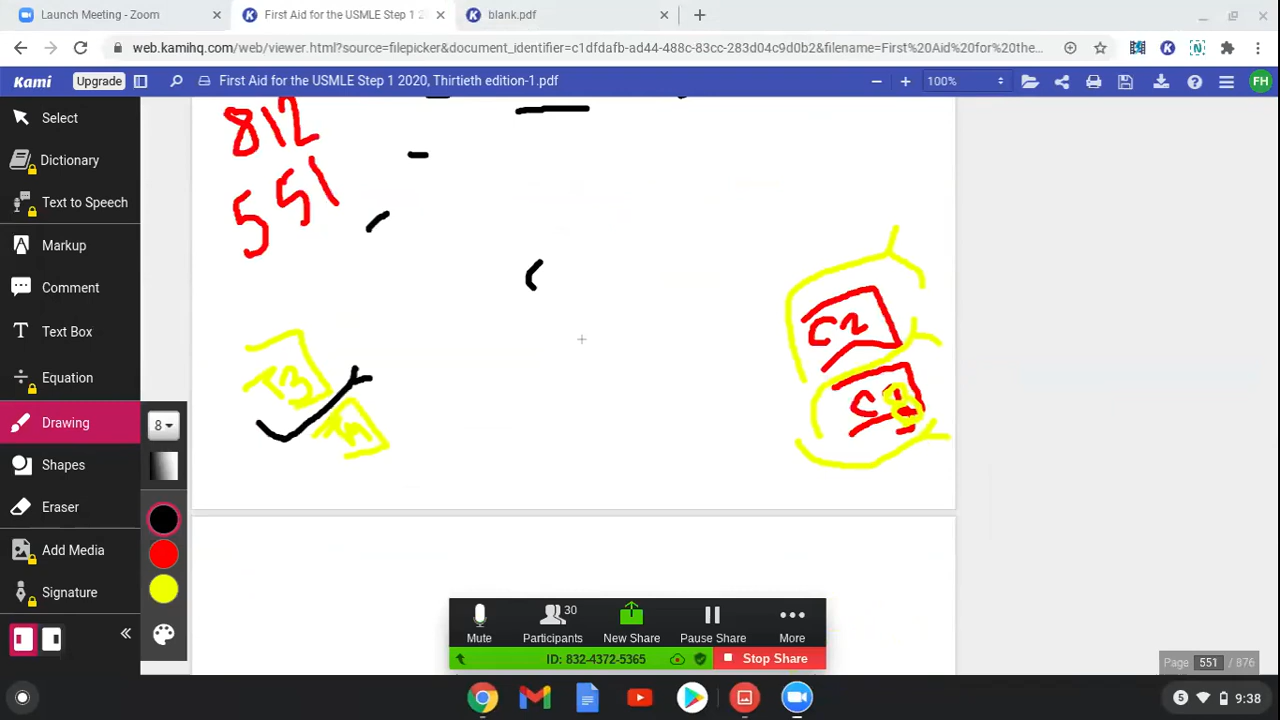 Launch Meeting - Zoom
First Aid for the USMLE Step 1 2
blank.pdf
web.kamihq.com/web/viewer.html?source=filepicker&document_identifier=c1dfdafb-ad44-488c-83cc-283d04c9d0b2&filename=First%20Aid%20for%20the...
Kami
Upgrade
First Aid for the USMLE Step 1 2020, Thirtieth edition-1.pdf
100%
FH
Select
Dictionary
Text to Speech
Markup
Comment
Text Box
Equation
Drawing
8
Shapes
Eraser
Add Media
Signature
812
551
C2
T3
30
Mute
Participants
New Share
Pause Share
More
ID: 832-4372-5365
Stop Share
Page 551 / 876
5
9:38